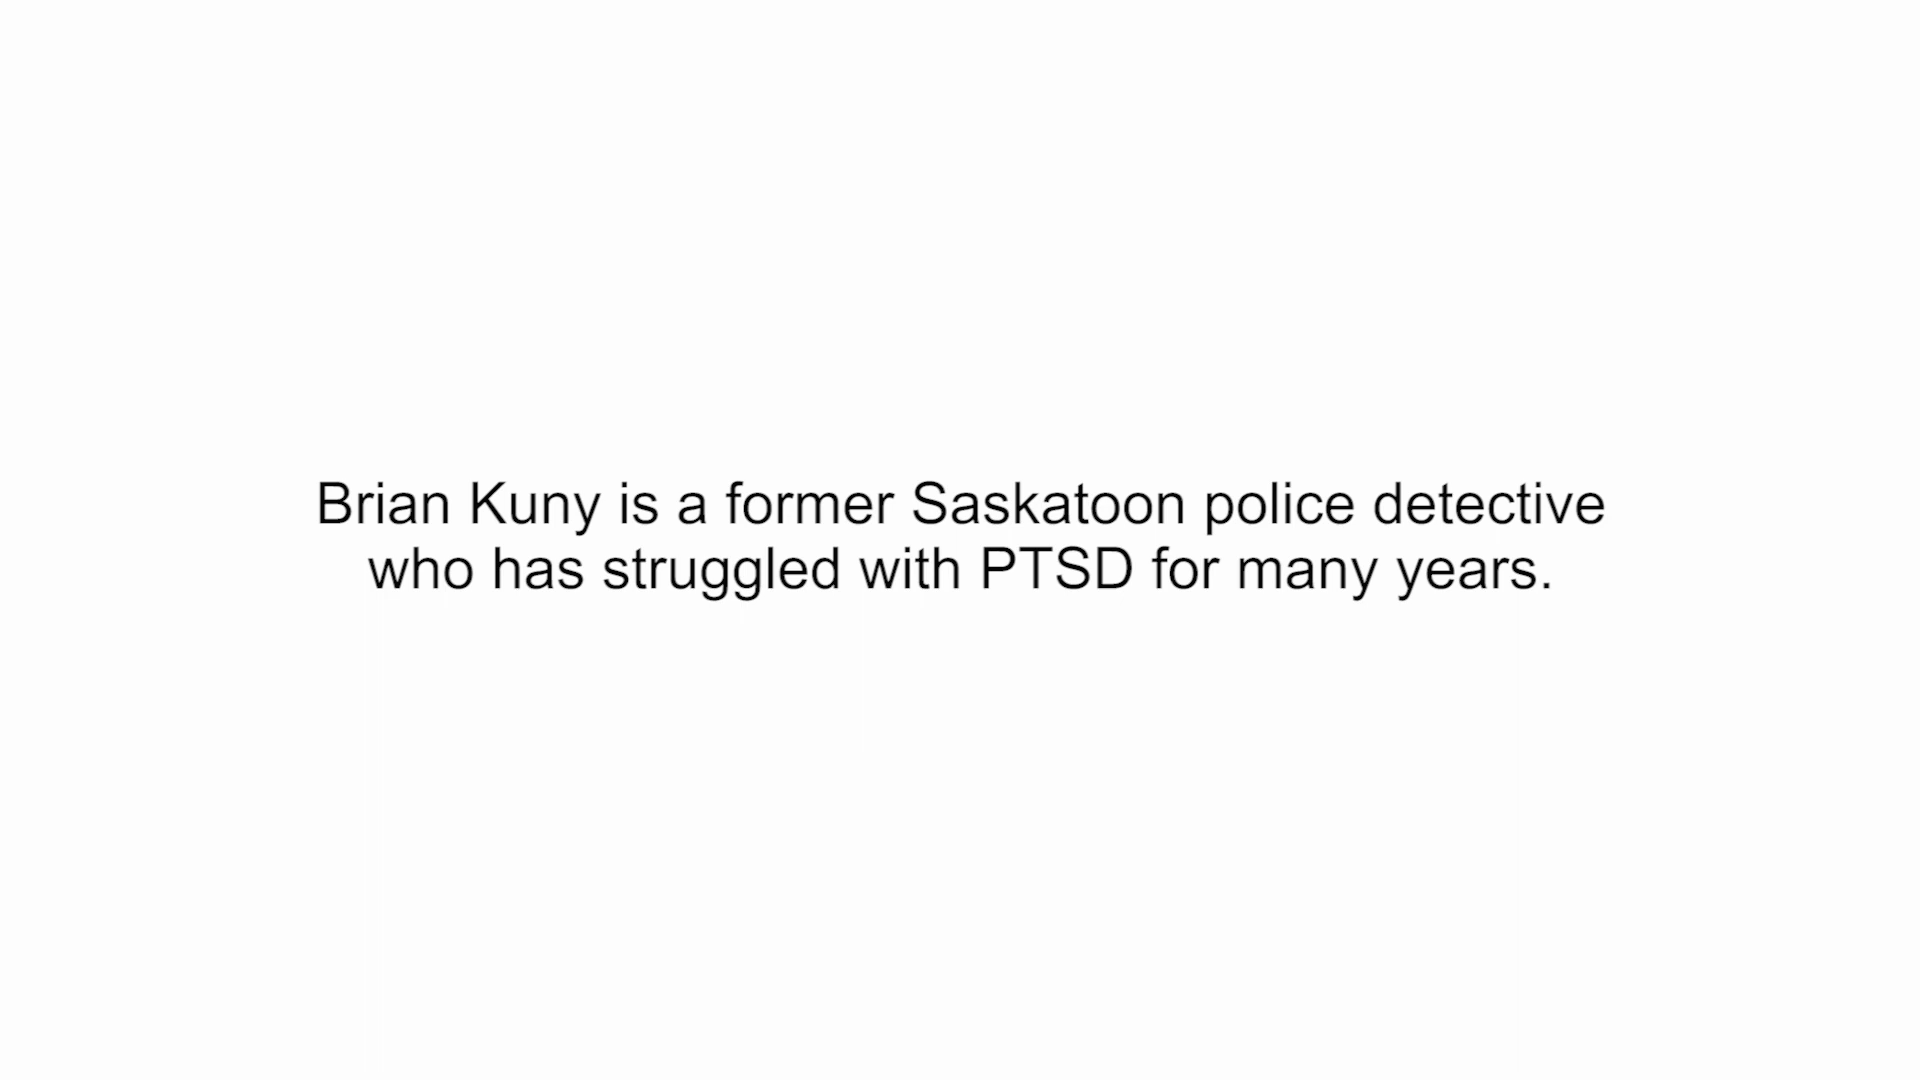 Brian Kuny is a former Saskatoon police detective
who has struggled with PTSD for many years.